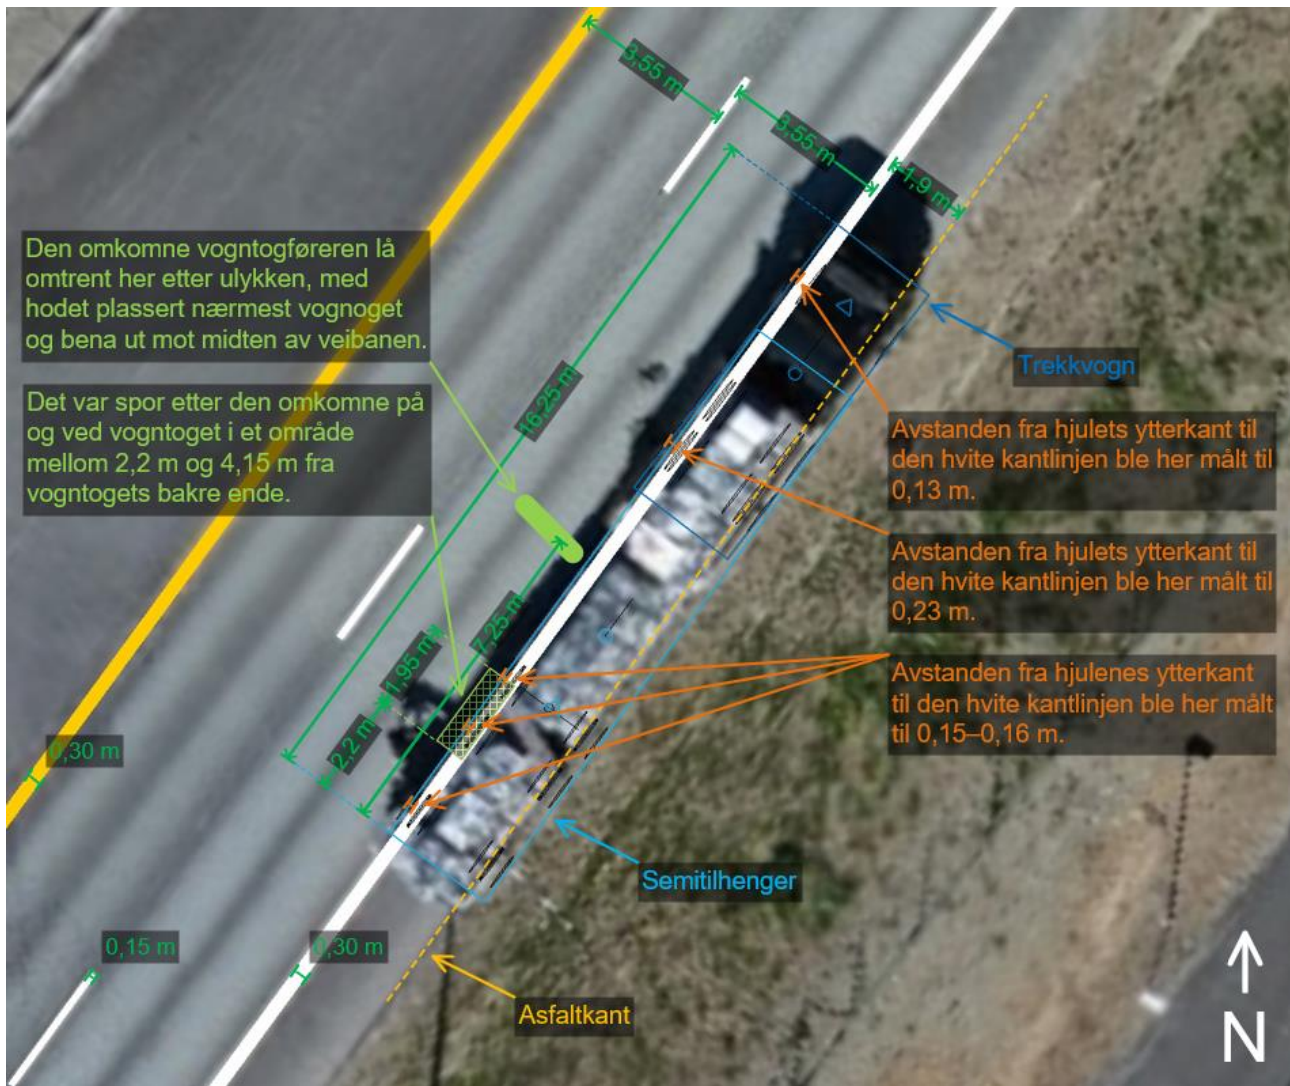 3,55 m
3,55 m
1,9 m
Den omkomne vogntogføreren lå
omtrent her etter ulykken, med
hodet plassert nærmest vognoget
og bena ut mot midten av veibanen.
Trekkvogn
16,25 m
Det var spor etter den omkomne på
og ved vogntoget i et område
mellom 2,2 m og 4,15 m fra
vogntogets bakre ende.
Avstanden fra hjulets ytterkant til
den hvite kantlinjen ble her målt til
0,13 m.
Avstanden fra hjulets ytterkant til
den hvite kantlinjen ble her målt til
0,23 m.
7,25 m
1,95 m
2,2 m
Avstanden fra hjulenes ytterkant
til den hvite kantlinjen ble her målt
til 0,15–0,16 m.
0,30 m
Semitilhenger
0,15 m
0,30 m
Asfaltkant
N